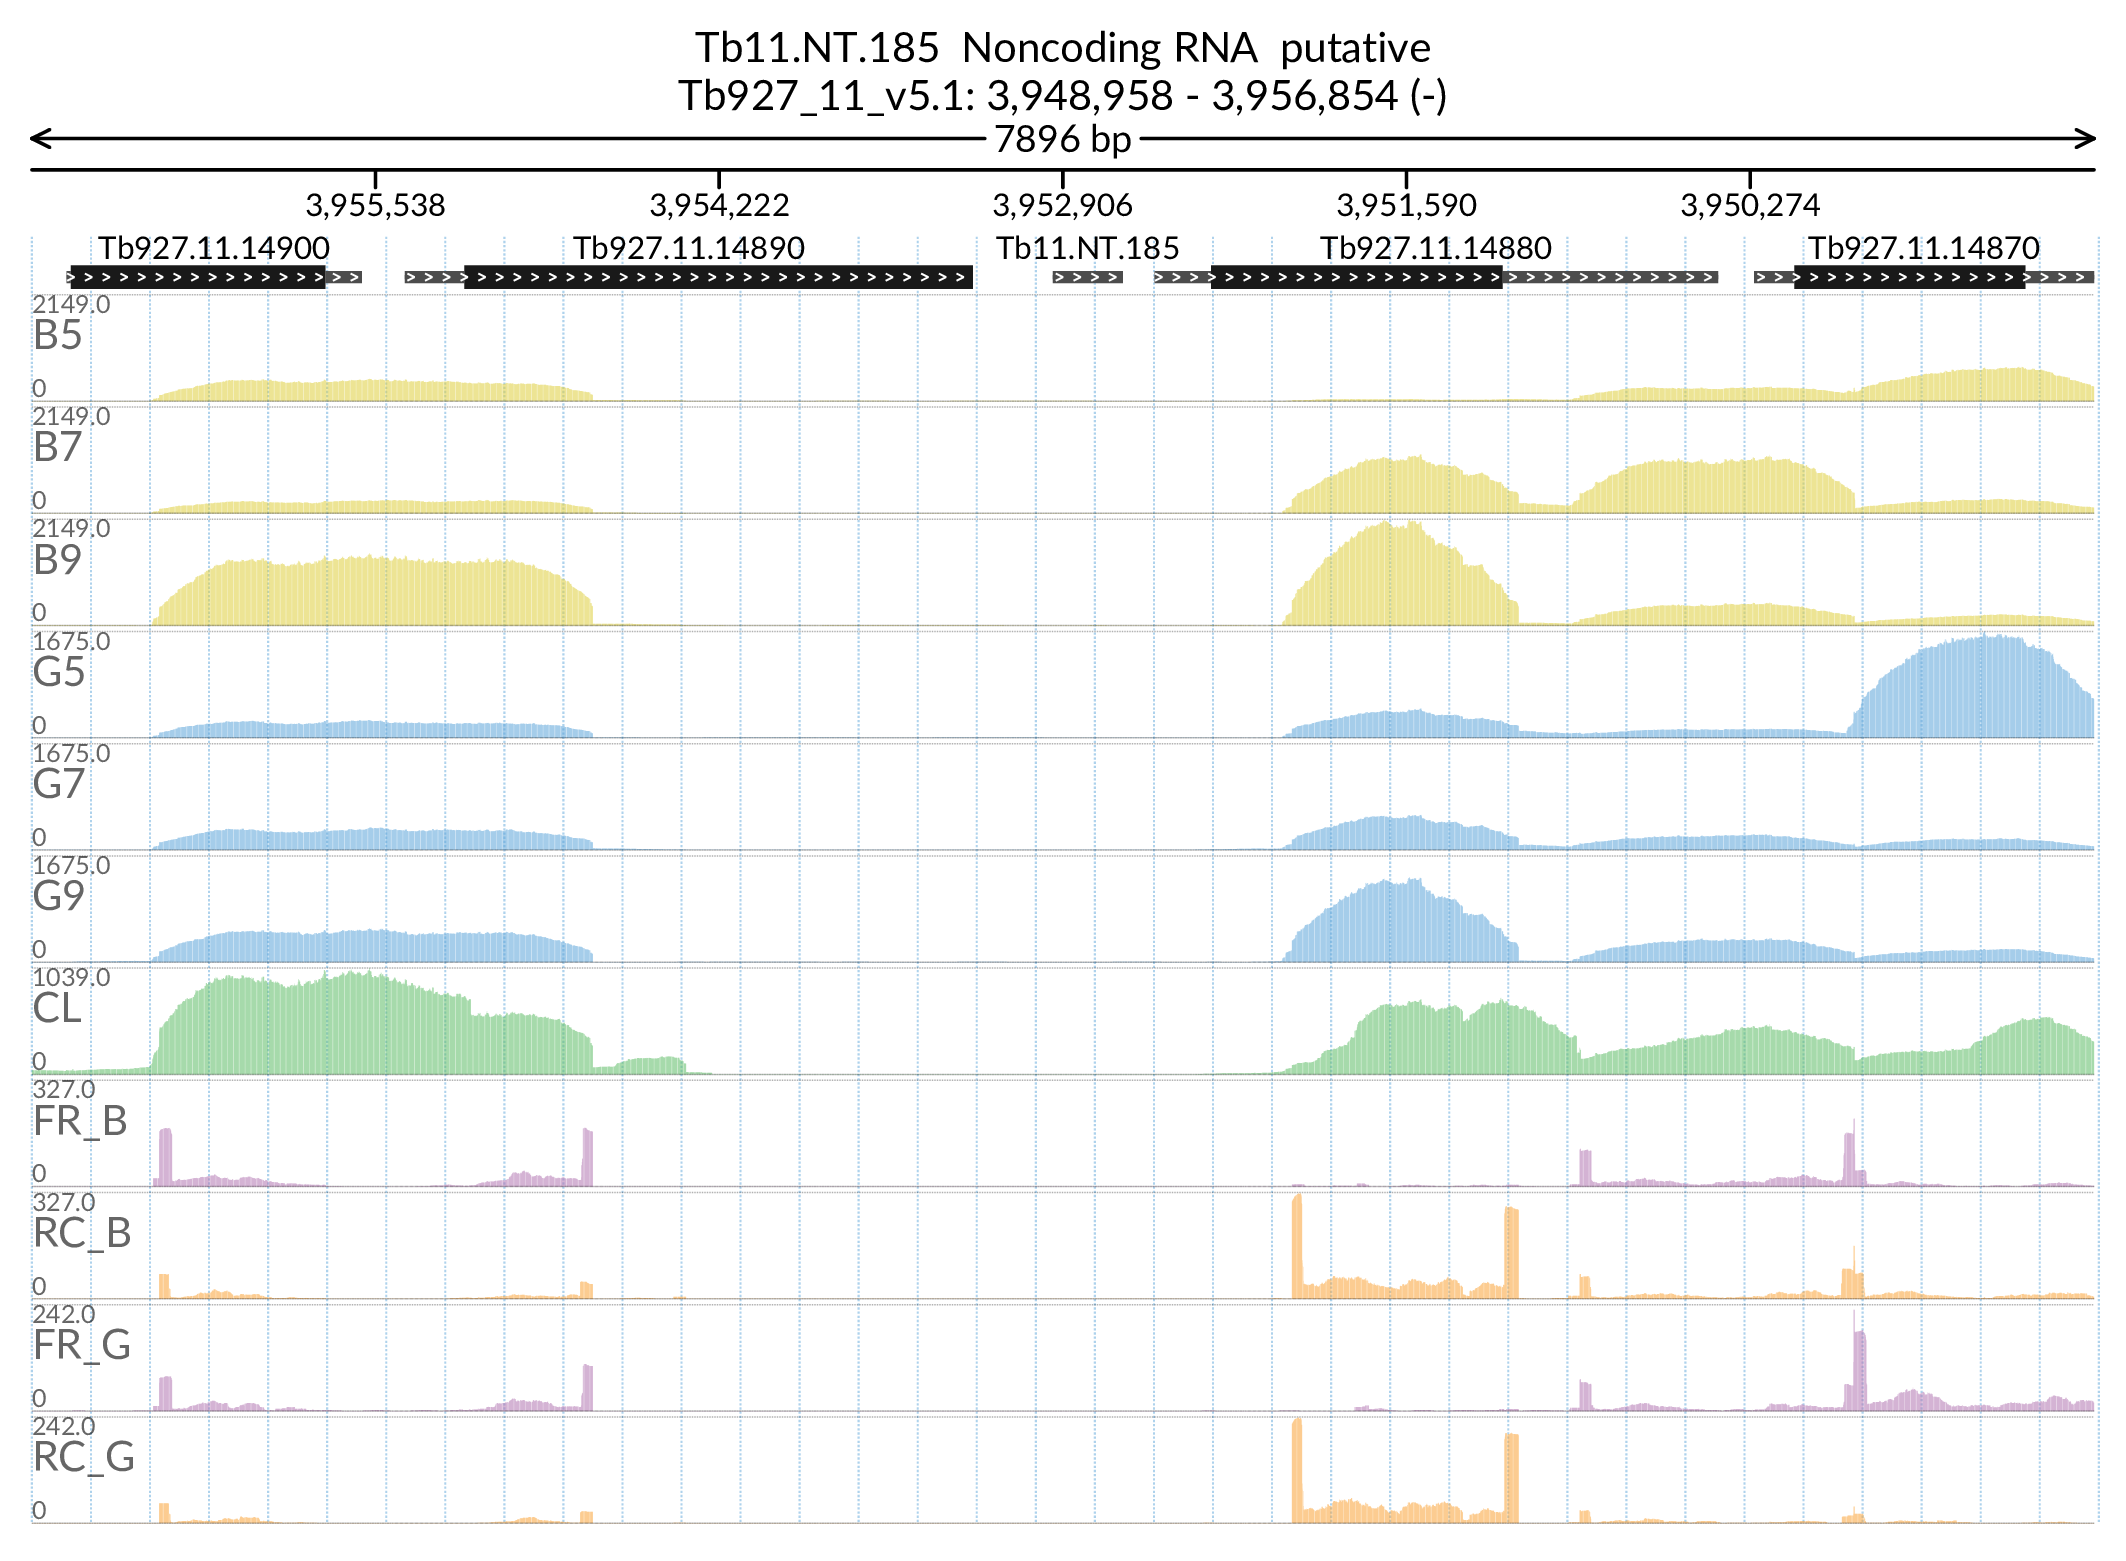 Tb11.NT.185  Noncoding RNA  putative
Tb927_11_v5.1: 3,948,958 - 3,956,854 (-)
7896 bp
3,955,538 3,954,222 3,952,906 3,951,590 3,950,274
Tb927.11.14900 Tb927.11.14890 Tb11.NT.185 Tb927.11.14880 Tb927.11.14870
2149.0
B5
0
2149.0
B7
0
2149.0
B9
0
1675.0
G5
0
1675.0
G7
0
1675.0
G9
0
1039.0
CL
0
327.0
FR_B
0
327.0
RC_B
0
242.0
FR_G
0
242.0
RC_G
0